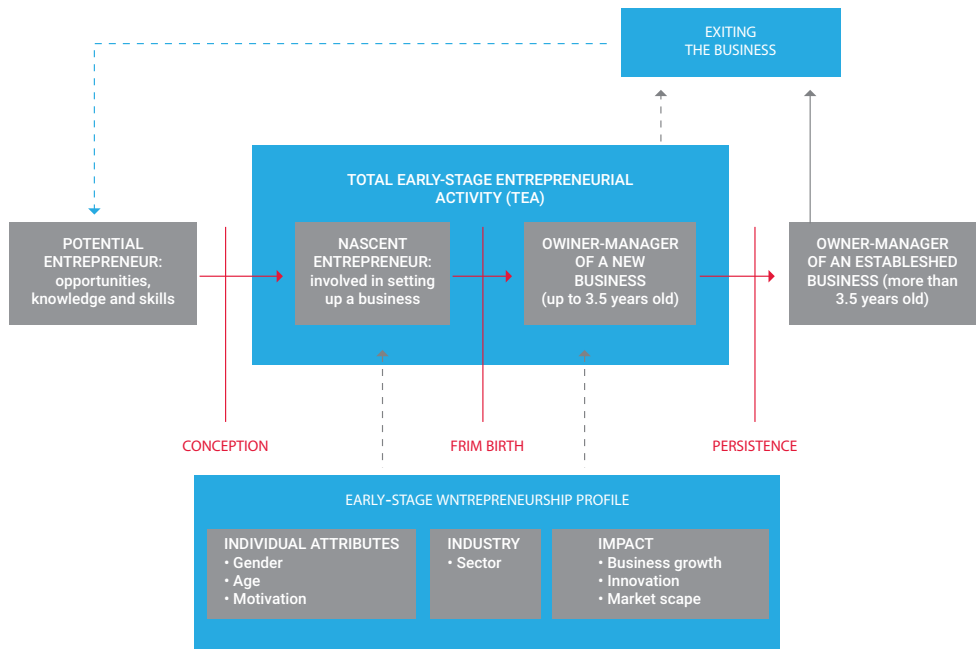 EXITING
THE BUSINESS
TOTAL EARLY-STAGE ENTREPRENEURIAL
ACTIVITY (TEA)
POTENTIAL
ENTREPRENEUR:
opportunities,
knowledge and skills
NASCENT
ENTREPRENEUR:
involved in setting
up a business
OWINER-MANAGER
OF A NEW
BUSINESS
(up to 3.5 years old)
OWNER-MANAGER
OF AN ESTABLESHED
BUSINESS (more than
3.5 years old)
CONCEPTION
FRIM BIRTH
PERSISTENCE
EARLY-STAGE WNTREPRENEURSHIP PROFILE
INDIVIDUAL ATTRIBUTES
• Gender
• Age
• Motivation
INDUSTRY
• Sector
IMPACT
• Business growth
• Innovation
• Market scape